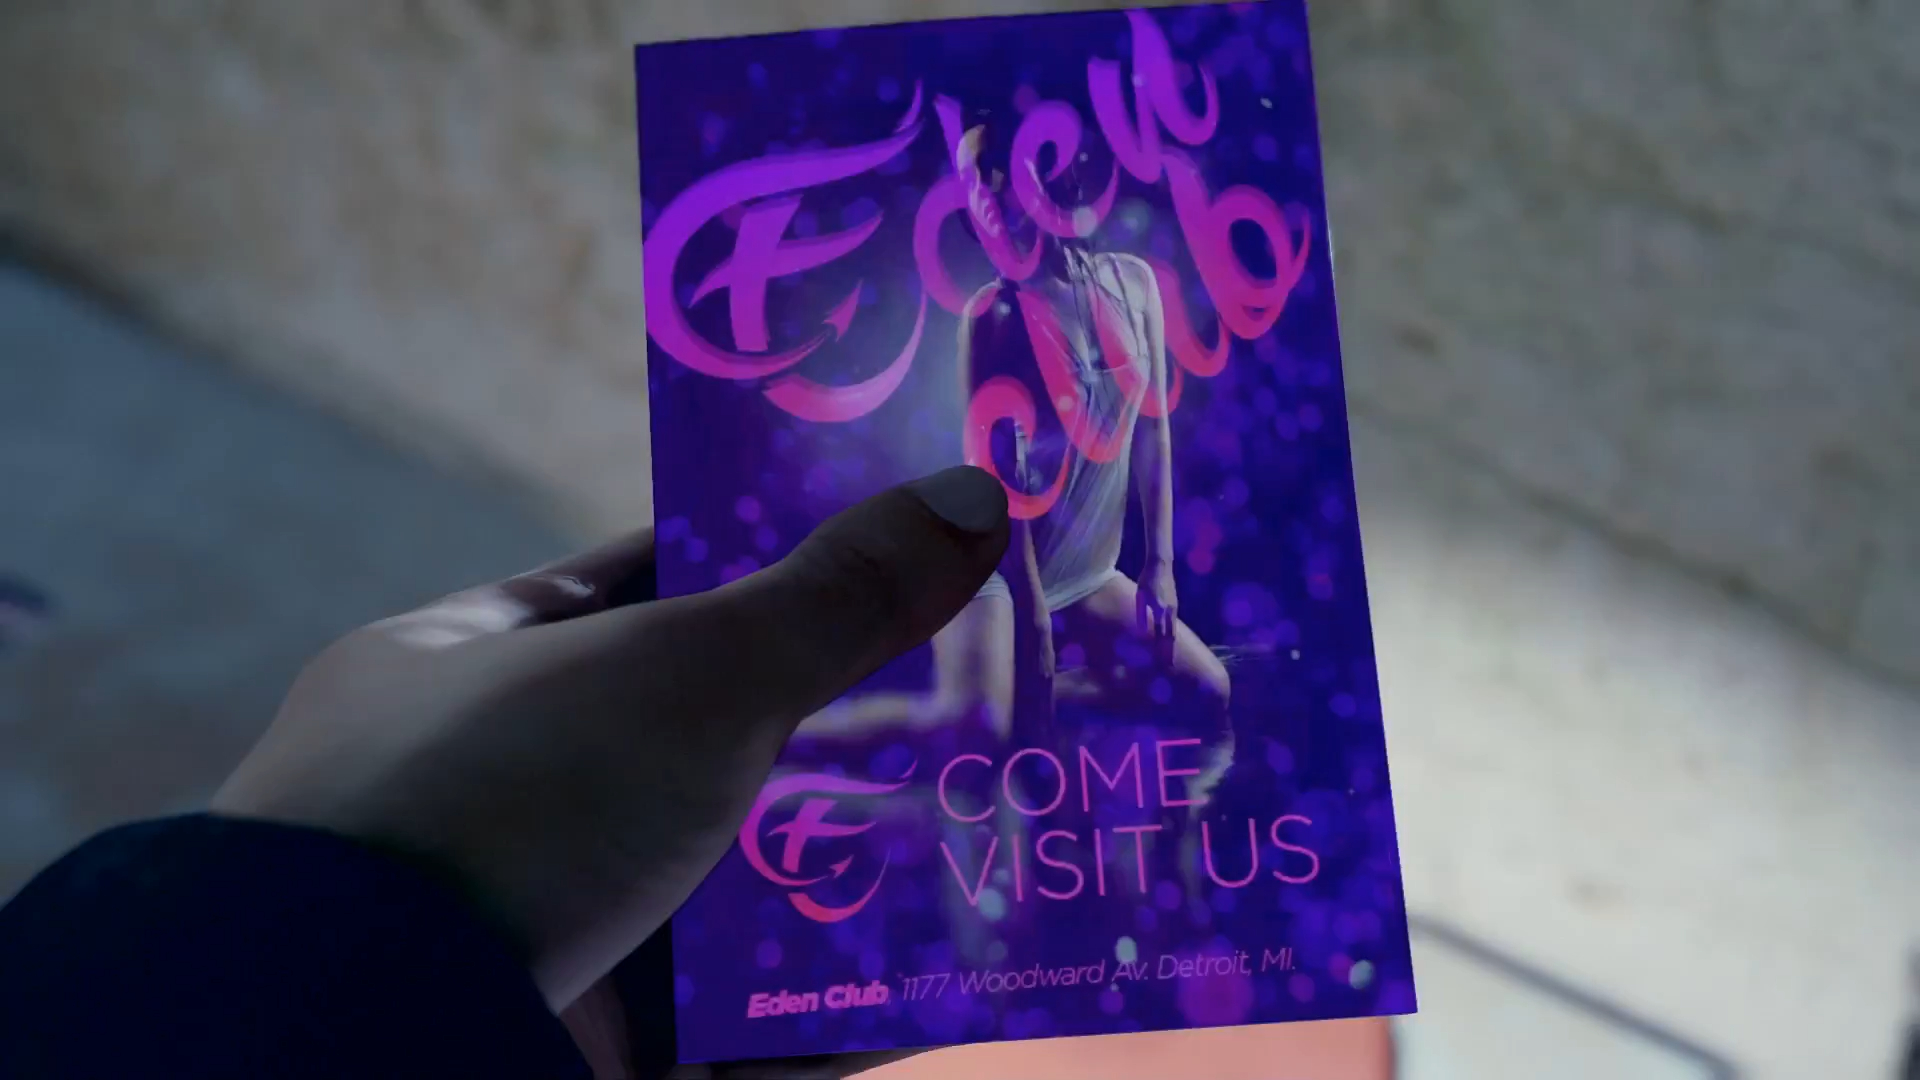 Eden
club
COME
VISIT US
Eden Club, 1177 Woodward Av. Detroit, MI.